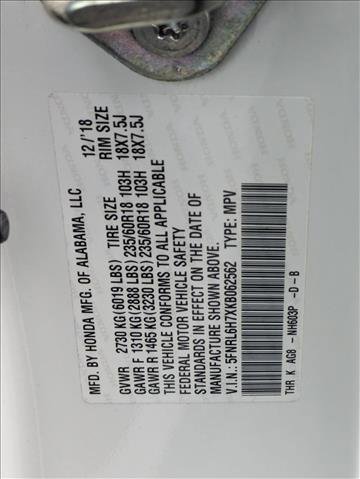 MFD. BY HONDA MFG. OF ALABAMA, LLC 12/'18
TIRE SIZE RIM SIZE
GVWR 2730 KG(6019 LBS)
GAWR F 1310 KG(2888 LBS) 235/60R18 103H 18X7.5J
GAWR R 1465 KG(3230 LBS) 235/60R18 103H 18X7.5J
THIS VEHICLE CONFORMS TO ALL APPLICABLE
FEDERAL MOTOR VEHICLE SAFETY
STANDARDS IN EFFECT ON THE DATE OF
MANUFACTURE SHOWN ABOVE.
V.I.N.: 5FNRL6H7XKB062562 TYPE: MPV
THR K AG8 -NH603P -D -B